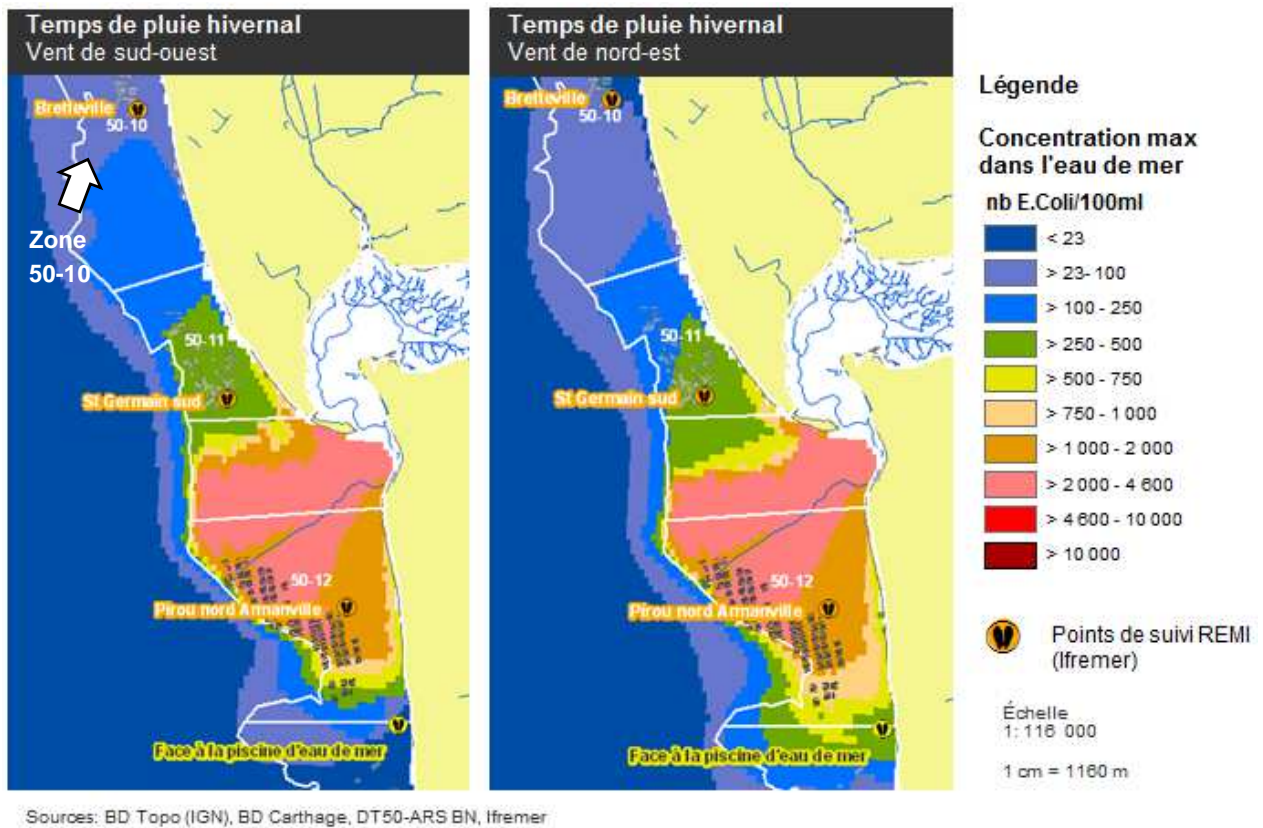 Temps de pluie hivernal
Vent de sud-ouest
Bretteville
50-10
Zone
50-10
50-11
St Germain sud
50-12
Pirou nord Armanville
Face à la piscine d'eau de mer
Temps de pluie hivernal
Vent de nord-est
Bretteville
50-10
50-11
St Germain sud
50-12
Pirou nord Armanville
Face à la piscine d'eau de mer
Légende
Concentration max
dans l'eau de mer
nb E.Coli/100ml
< 23
> 23- 100
> 100 - 250
> 250 - 500
> 500 - 750
> 750 - 1 000
> 1 000 - 2 000
> 2 000 - 4 600
> 4 600 - 10 000
> 10 000
Points de suivi REMI
(Ifremer)
Échelle
1: 116 000
1 cm = 1160 m
Sources: BD Topo (IGN), BD Carthage, DT50-ARS BN, Ifremer